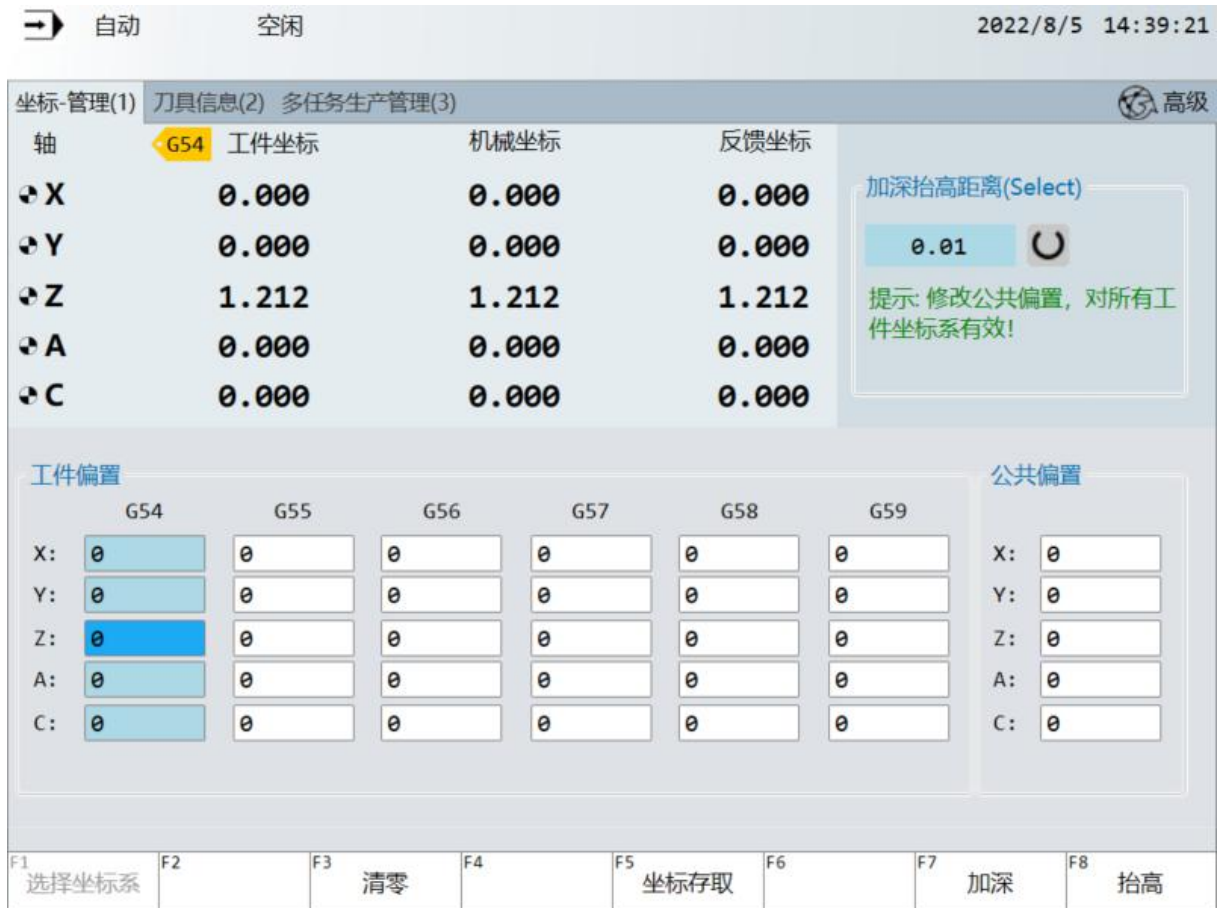 自动 空闲 2022/8/5 14:39:21
坐标-管理(1) 刀具信息(2) 多任务生产管理(3) 高级
轴 G54 工件坐标 机械坐标 反馈坐标
X 0.000 0.000 0.000
Y 0.000 0.000 0.000
Z 1.212 1.212 1.212
A 0.000 0.000 0.000
C 0.000 0.000 0.000
加深抬高距离(Select)
0.01
提示: 修改公共偏置，对所有工
件坐标系有效!
工件偏置 公共偏置
G54 G55 G56 G57 G58 G59
X: 0 0 0 0 0 0 X: 0
Y: 0 0 0 0 0 0 Y: 0
Z: 0 0 0 0 0 0 Z: 0
A: 0 0 0 0 0 0 A: 0
C: 0 0 0 0 0 0 C: 0
F1 选择坐标系 F2 F3 清零 F4 F5 坐标存取 F6 F7 加深 F8 抬高